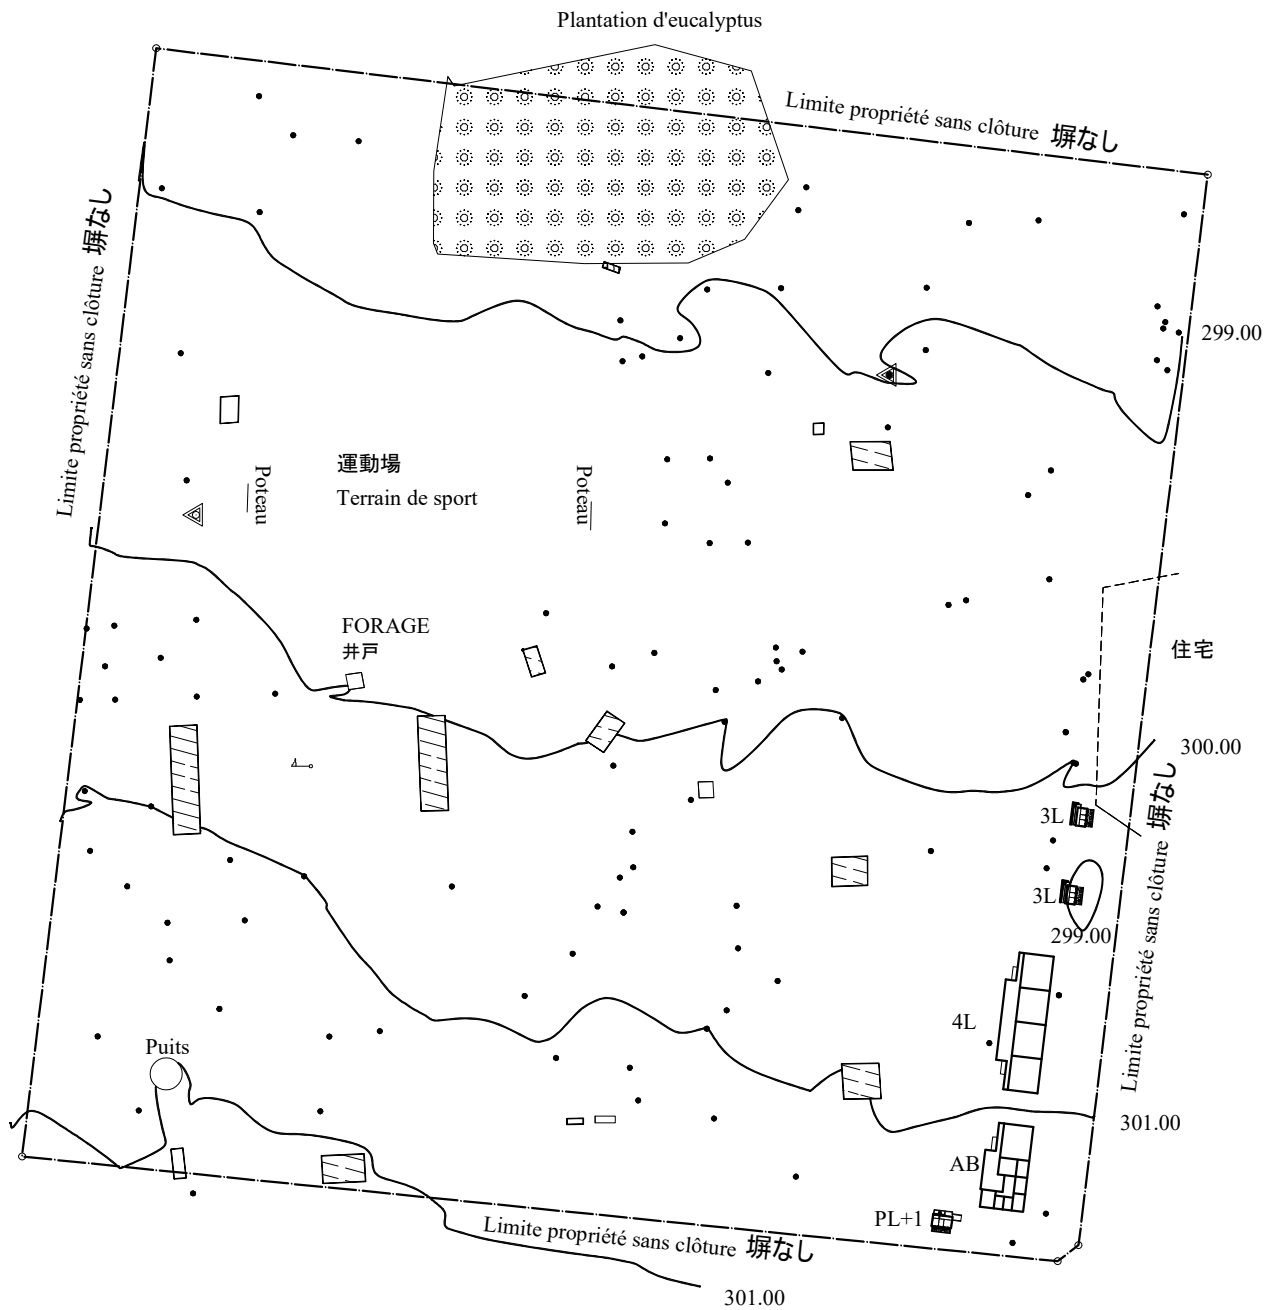 Plantation d'eucalyptus
Limite propriété sans clôture 塀なし
Limite propriété sans clôture 塀なし
299.00
運動場
Terrain de sport
Poteau
Poteau
FORAGE
井戸
住宅
300.00
3L
3L
299.00
Limite propriété sans clôture 塀なし
4L
Puits
301.00
AB
PL+1
Limite propriété sans clôture 塀なし
301.00